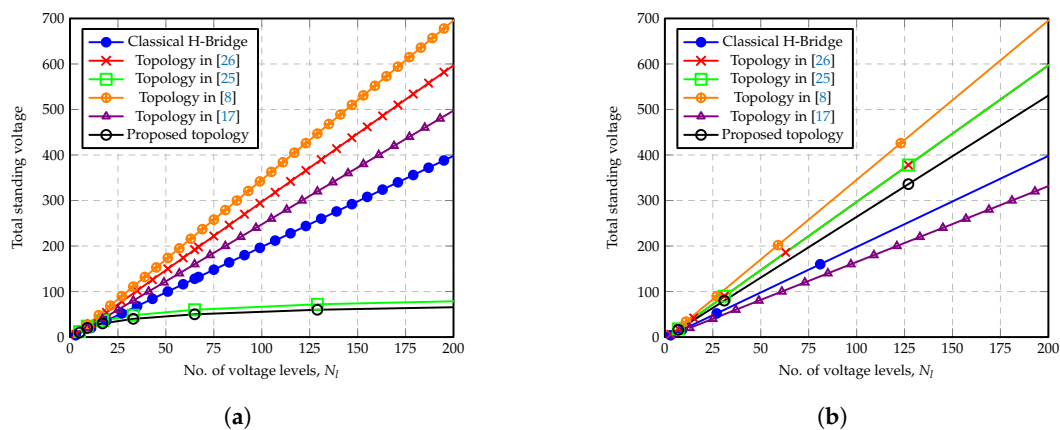 700
600
500
400
300
200
100
0
Total standing voltage
Classical H-Bridge
Topology in [26]
Topology in [25]
Topology in [8]
Topology in [17]
Proposed topology
0 25 50 75 100 125 150 175 200
No. of voltage levels, Nl
(a)
700
600
500
400
300
200
100
0
Total standing voltage
Classical H-Bridge
Topology in [26]
Topology in [25]
Topology in [8]
Topology in [17]
Proposed topology
0 25 50 75 100 125 150 175 200
No. of voltage levels, Nl
(b)